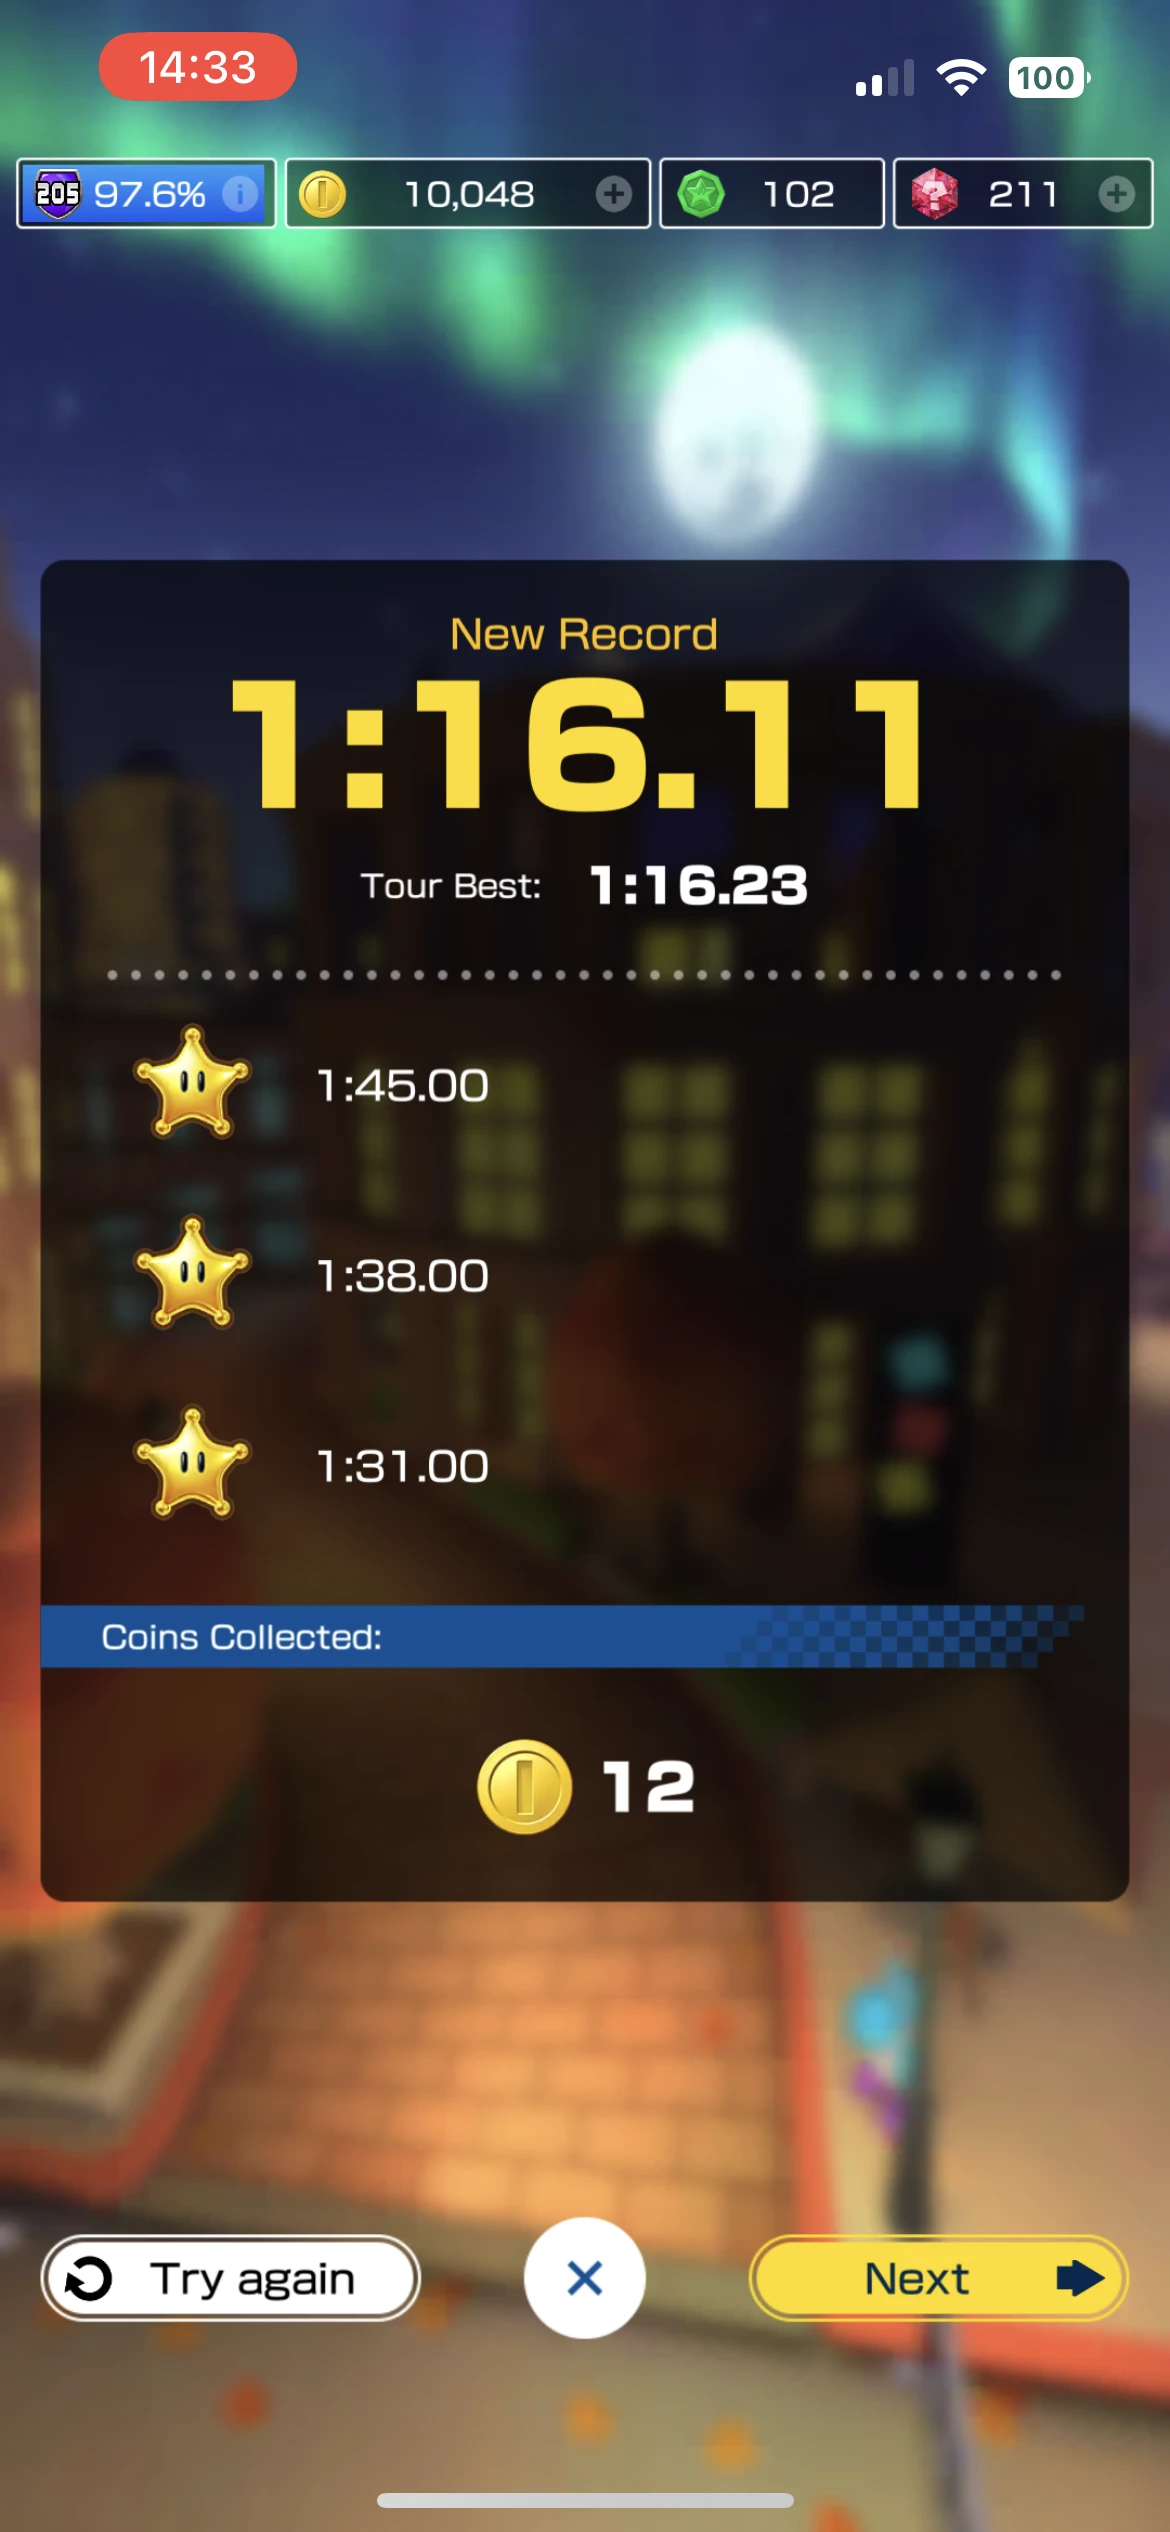 14:33
100
205 97.6% i 10,048 + 102 211 +
New Record
1:16.11
Tour Best: 1:16.23
1:45.00
1:38.00
1:31.00
Coins Collected:
12
Try again
Next